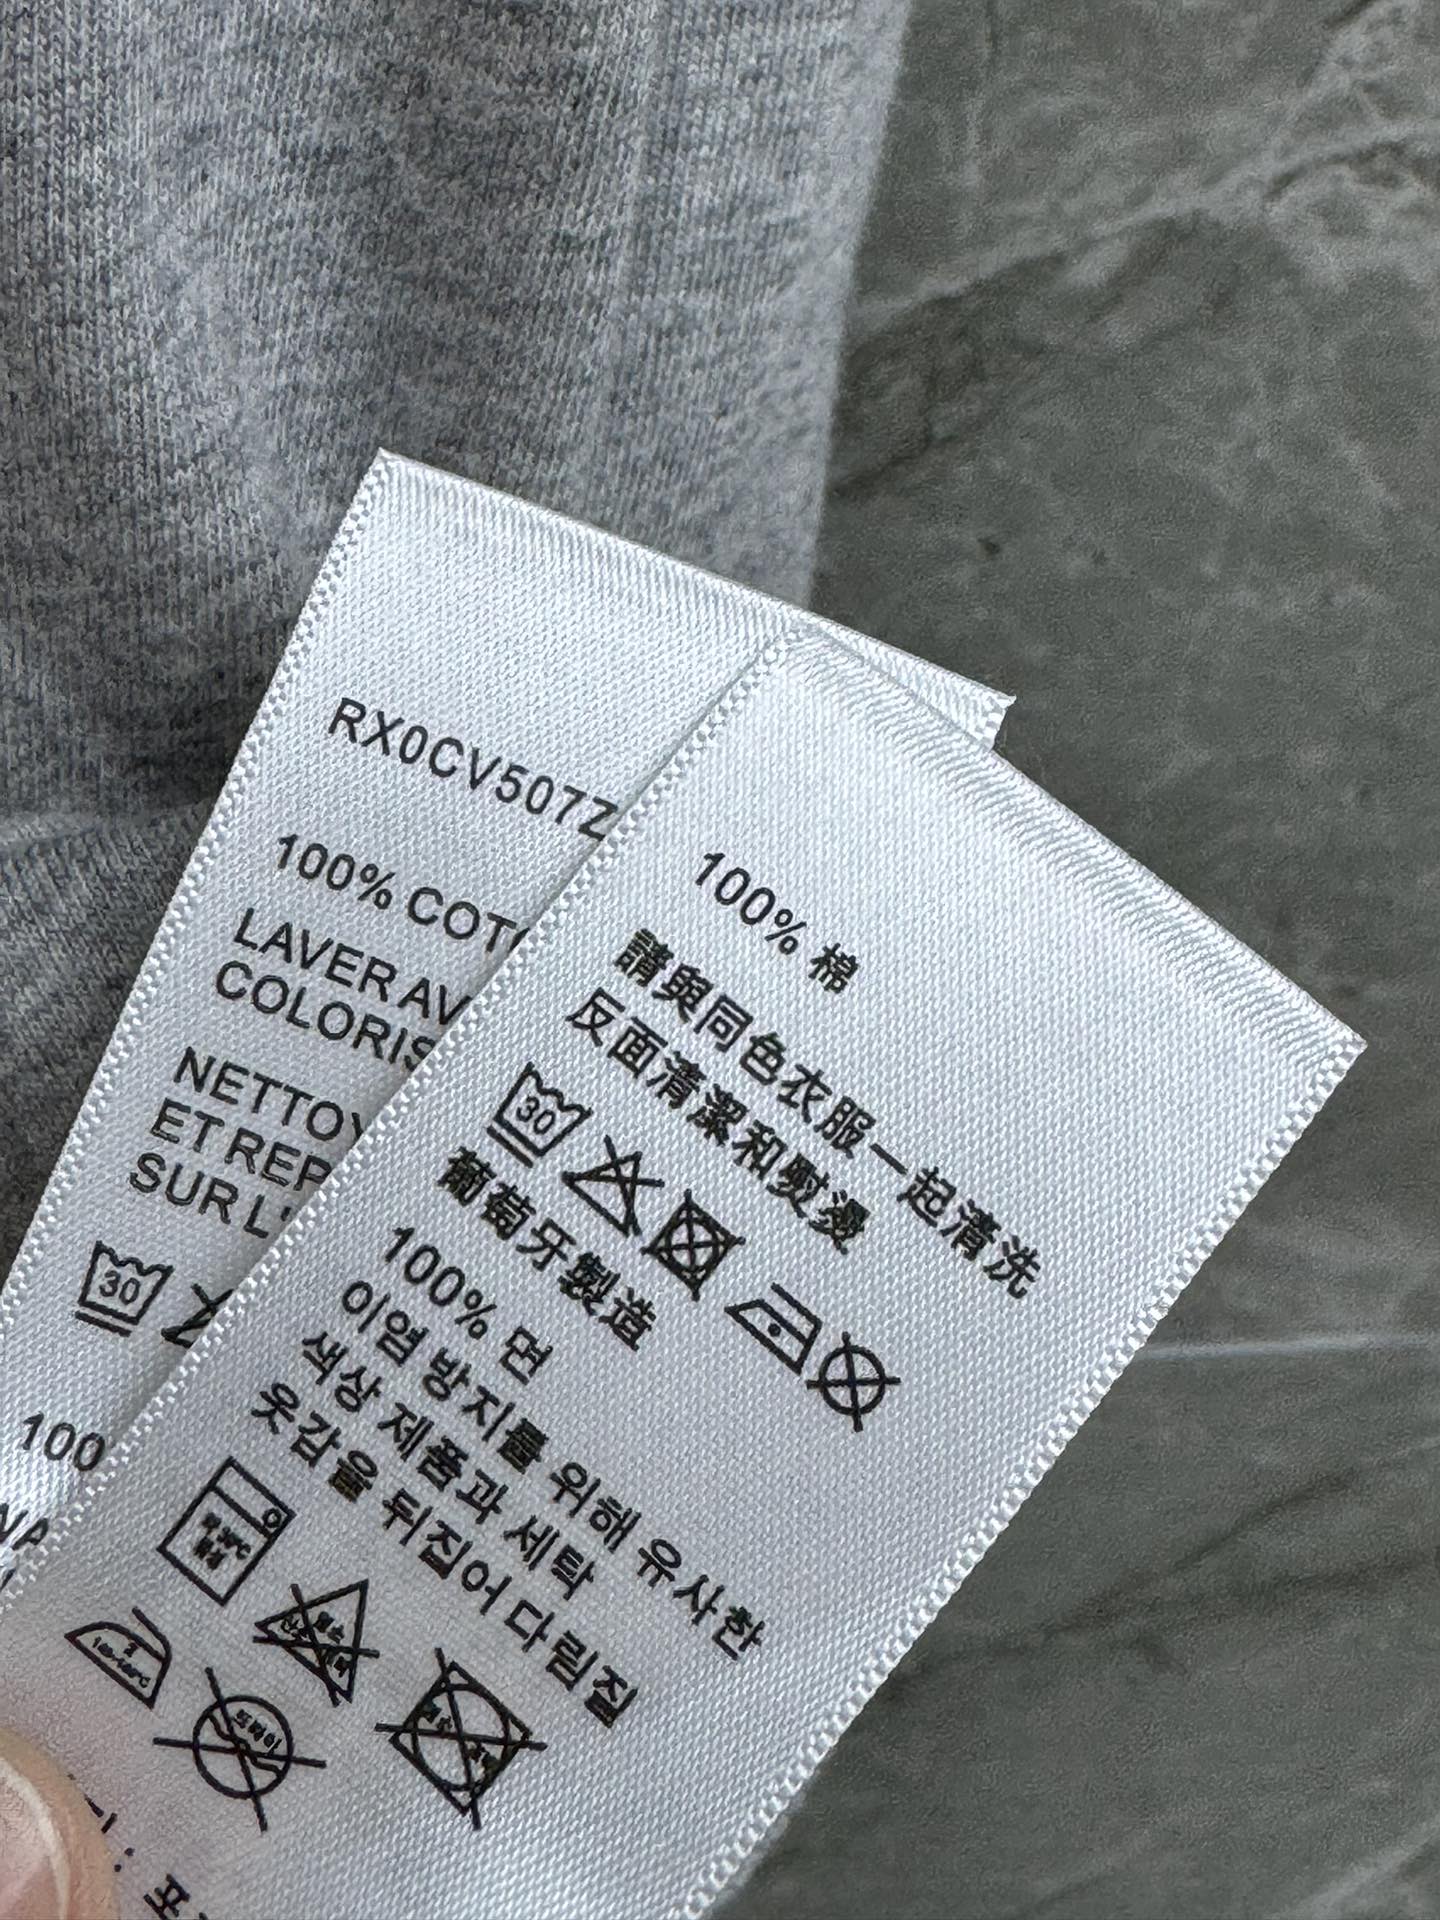 RX0CV507Z
100% COT
LAVER AV
COLORIS
NETTOY
ET REP
SUR L'
30
100
100% 棉
請與同色衣服一起清洗
反面清潔和熨燙
30
葡萄牙製造
100% 면
이염 방지를 위해 유사한
색상 제품과 세탁
옷감을 뒤집어 다림질